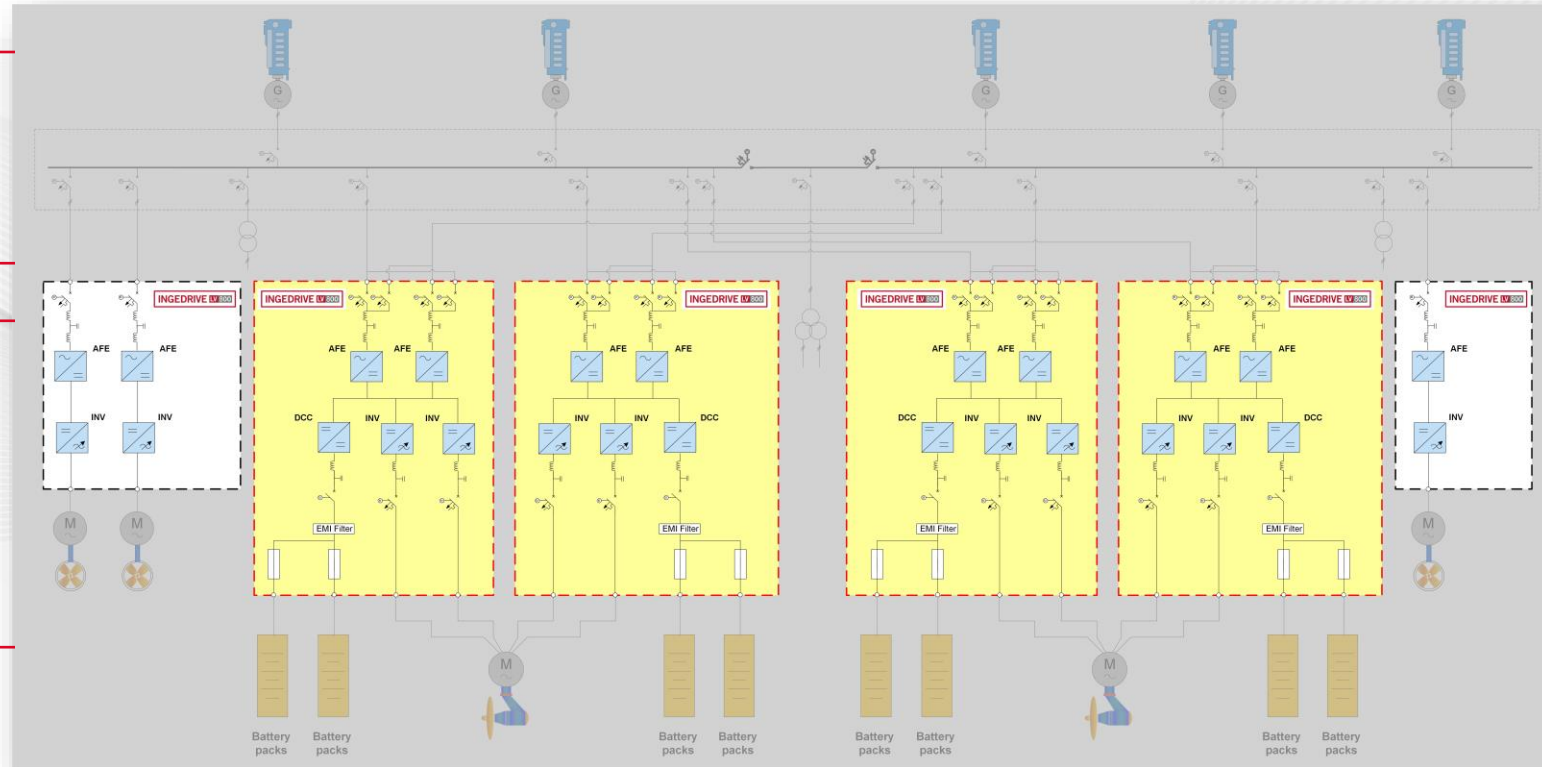 G
G
G
G
G
INGEDRIVE LV 800
INGEDRIVE LV 800
INGEDRIVE LV 800
INGEDRIVE LV 800
INGEDRIVE LV 800
INGEDRIVE LV 800
AFE
AFE
AFE
AFE
AFE
AFE
AFE
AFE
AFE
AFE
AFE
INV
INV
DCC
INV
INV
INV
INV
DCC
DCC
INV
INV
INV
INV
DCC
INV
EMI Filter
EMI Filter
EMI Filter
EMI Filter
M
M
M
M
M
Battery
packs
Battery
packs
Battery
packs
Battery
packs
Battery
packs
Battery
packs
Battery
packs
Battery
packs